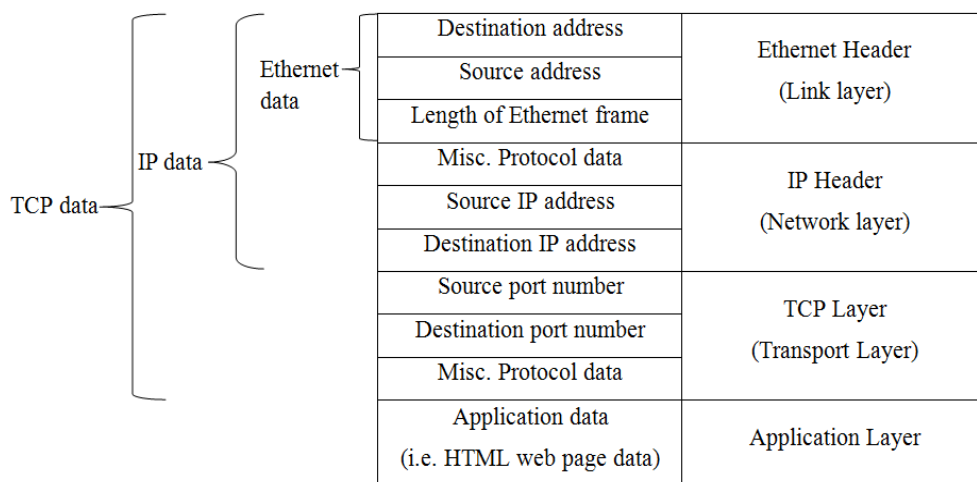 TCP data
IP data
Ethernet
data
Destination address
Source address
Length of Ethernet frame
Ethernet Header
(Link layer)
Misc. Protocol data
Source IP address
Destination IP address
IP Header
(Network layer)
Source port number
Destination port number
Misc. Protocol data
TCP Layer
(Transport Layer)
Application data
(i.e. HTML web page data)
Application Layer